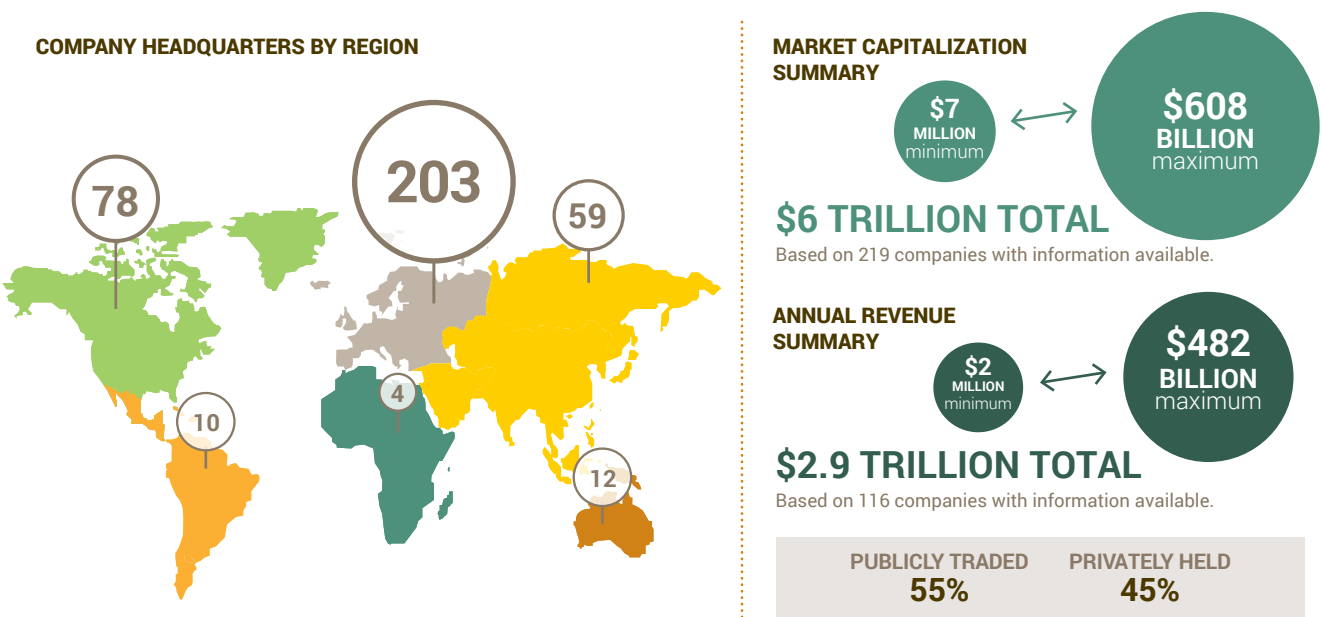 COMPANY HEADQUARTERS BY REGION
78
203
59
10
4
12
MARKET CAPITALIZATION
SUMMARY
$7
MILLION
minimum
$608
BILLION
maximum
$6 TRILLION TOTAL
Based on 219 companies with information available.
ANNUAL REVENUE
SUMMARY
$2
MILLION
minimum
$482
BILLION
maximum
$2.9 TRILLION TOTAL
Based on 116 companies with information available.
PUBLICLY TRADED PRIVATELY HELD
55% 45%